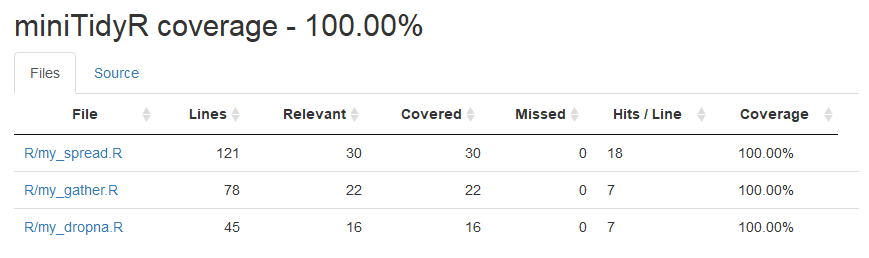 miniTidyR coverage - 100.00%
Files Source
File Lines Relevant Covered Missed Hits / Line Coverage
R/my_spread.R 121 30 30 0 18 100.00%
R/my_gather.R 78 22 22 0 7 100.00%
R/my_dropna.R 45 16 16 0 7 100.00%